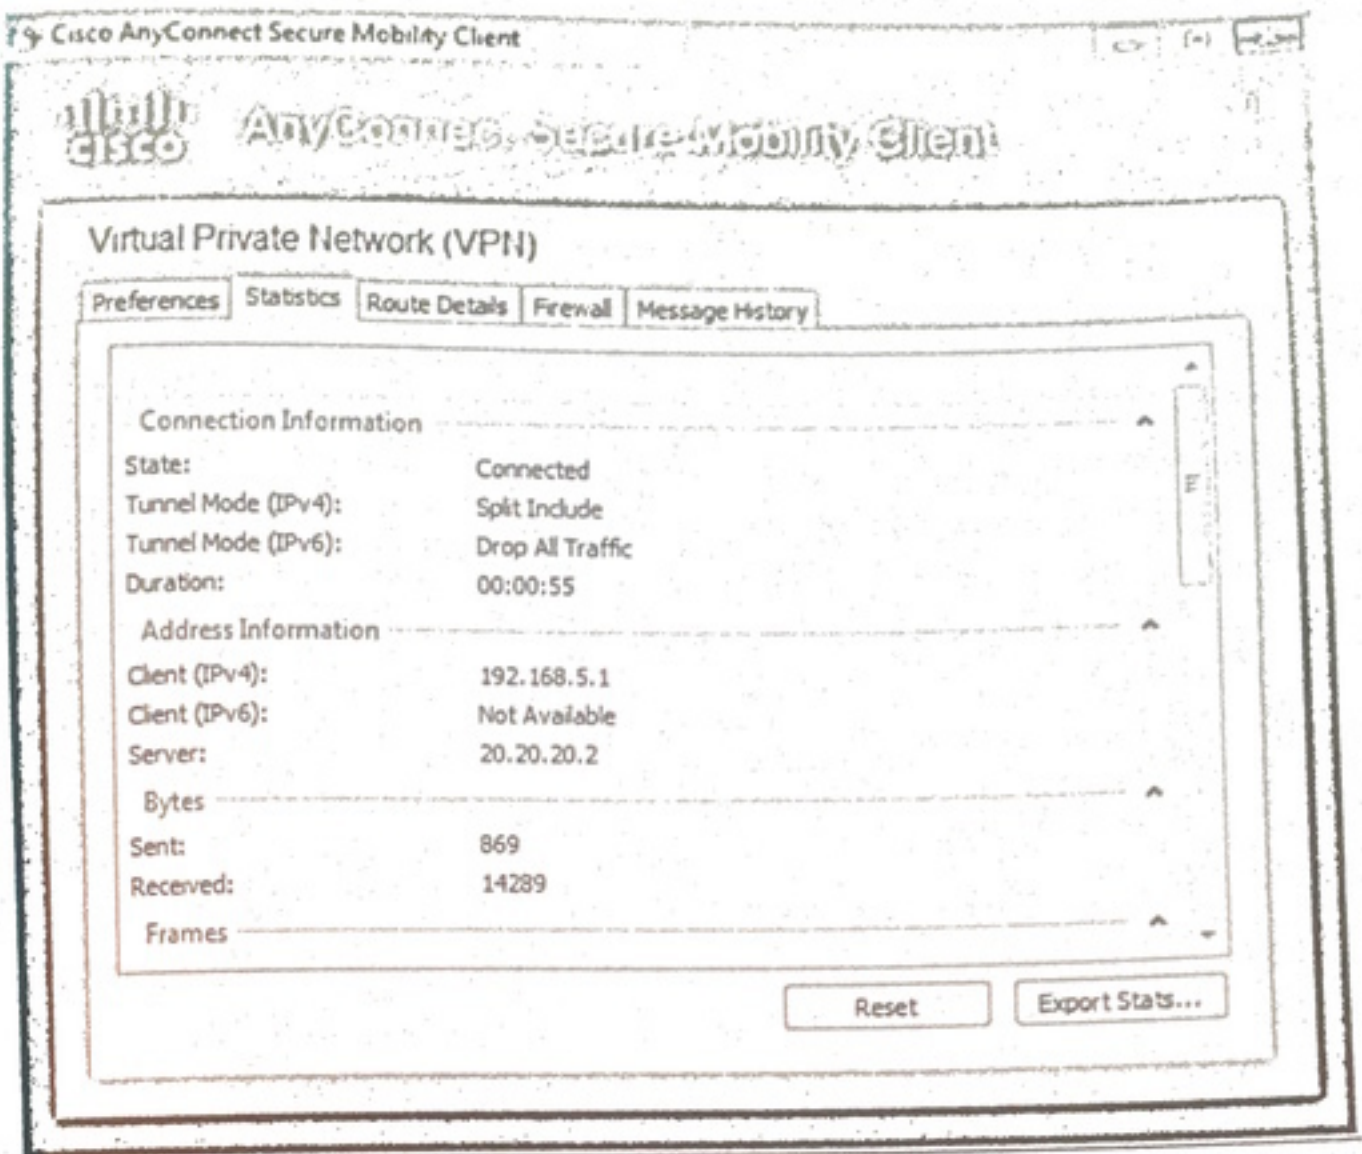 Cisco AnyConnect Secure Mobility Client
CISCO
AnyConnect Secure Mobility Client
Virtual Private Network (VPN)
Preferences Statistics Route Details Firewall Message History
Connection Information
State: Connected
Tunnel Mode (IPv4): Split Include
Tunnel Mode (IPv6): Drop All Traffic
Duration: 00:00:55
Address Information
Client (IPv4): 192.168.5.1
Client (IPv6): Not Available
Server: 20.20.20.2
Bytes
Sent: 869
Received: 14289
Frames
Reset Export Stats...